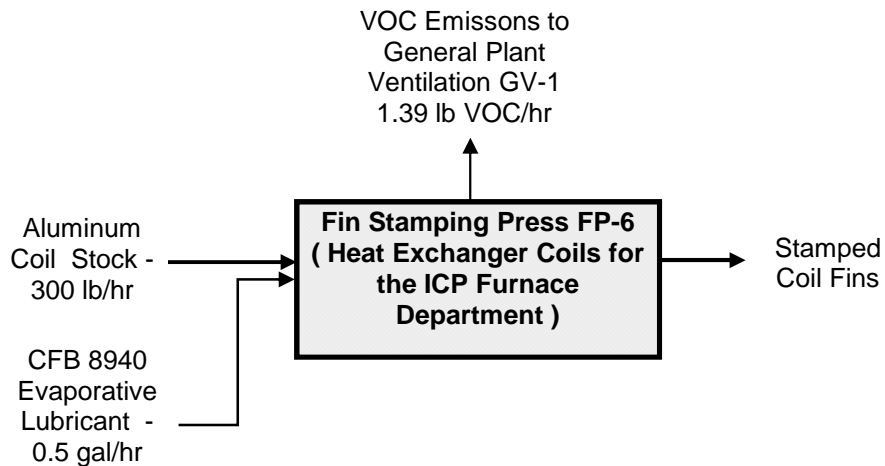 VOC Emissons to
General Plant
Ventilation GV-1
1.39 lb VOC/hr
Aluminum
Coil Stock -
300 lb/hr
Fin Stamping Press FP-6
( Heat Exchanger Coils for
the ICP Furnace
Department )
Stamped
Coil Fins
CFB 8940
Evaporative
Lubricant -
0.5 gal/hr